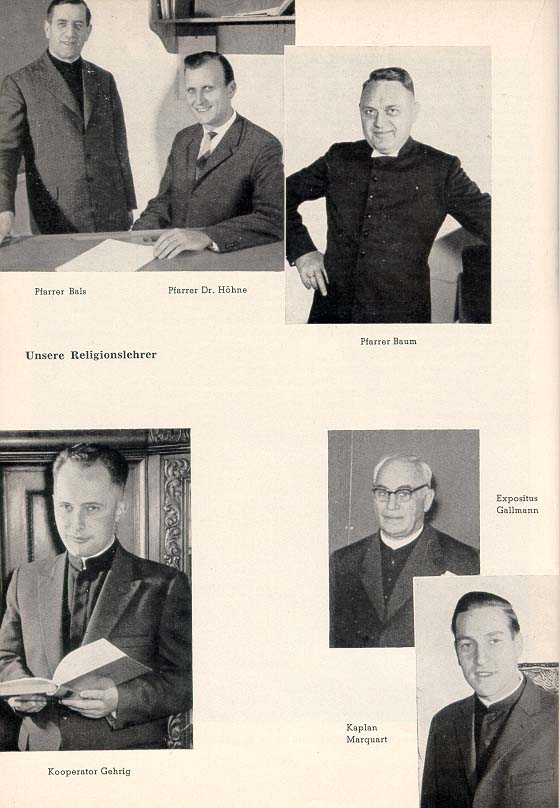 Pfarrer Bals
Pfarrer Dr. Höhne
Pfarrer Baum
Unsere Religionslehrer
Expositus
Gallmann
Kaplan
Marquart
Kooperator Gehrig